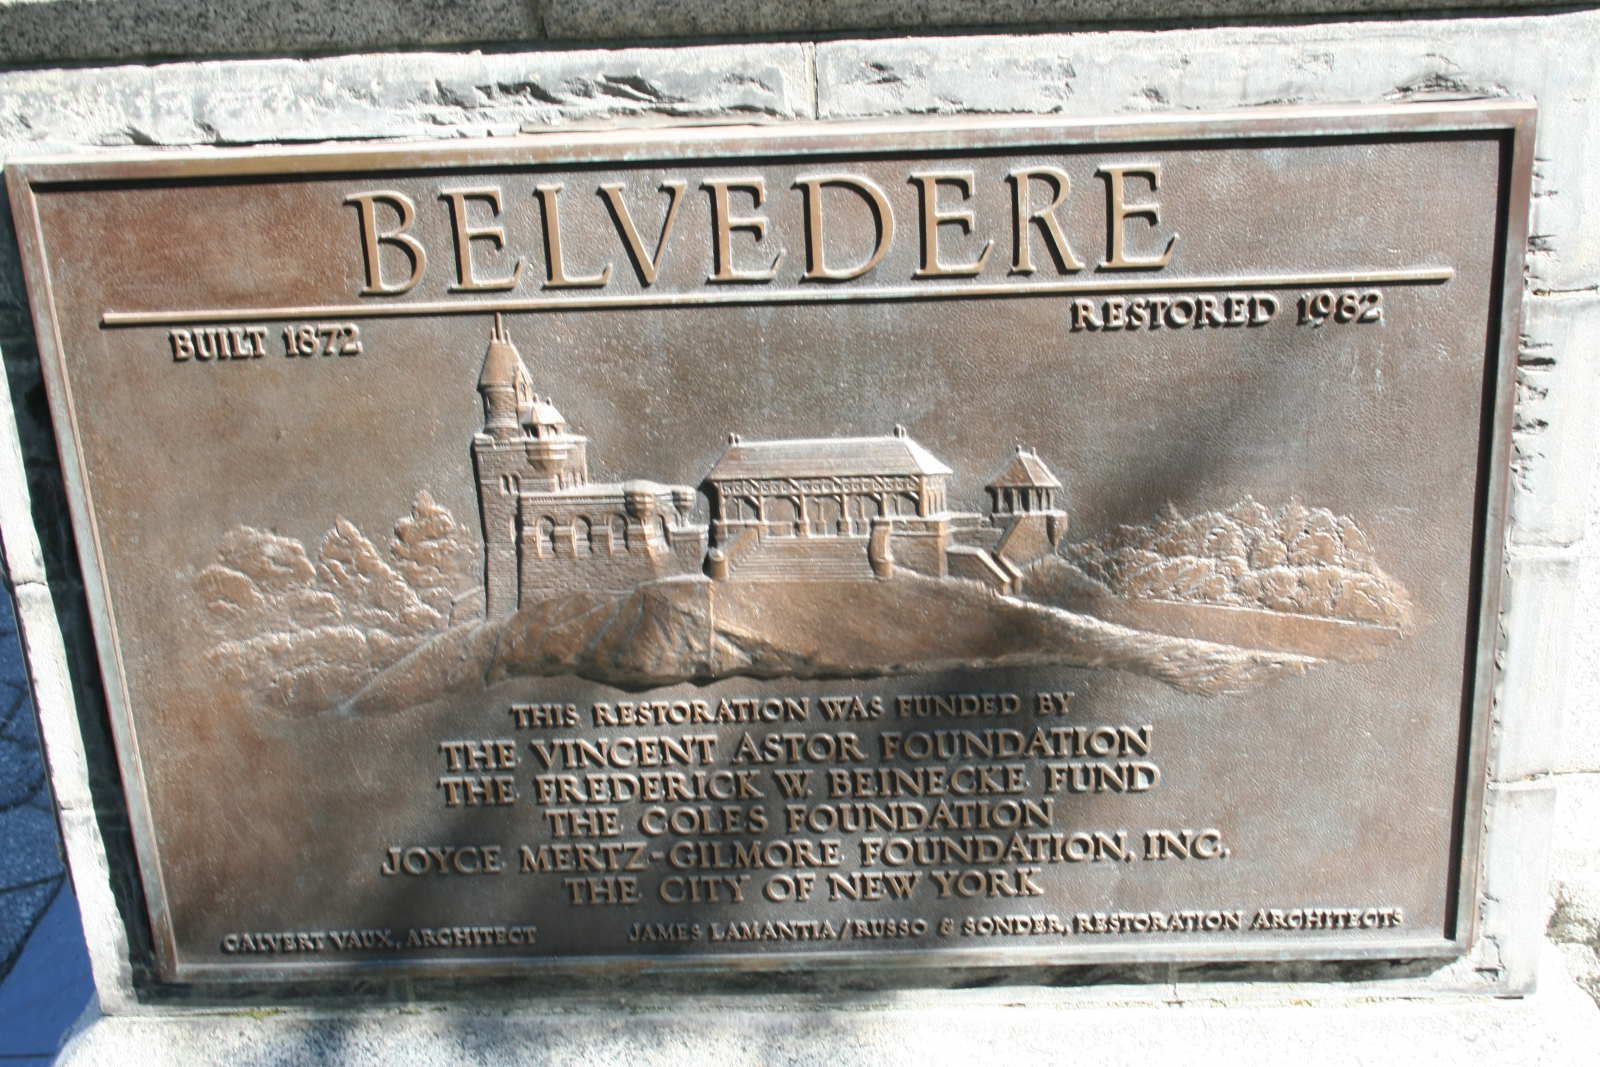 BELVEDERE
BUILT 1872 RESTORED 1982
THIS RESTORATION WAS FUNDED BY
THE VINCENT ASTOR FOUNDATION
THE FREDERICK W. BEINECKE FUND
THE COLES FOUNDATION
JOYCE MERTZ-GILMORE FOUNDATION, INC.
THE CITY OF NEW YORK
CALVERT VAUX, ARCHITECT JAMES LAMANTIA/RUSSO & SONDER, RESTORATION ARCHITECTS